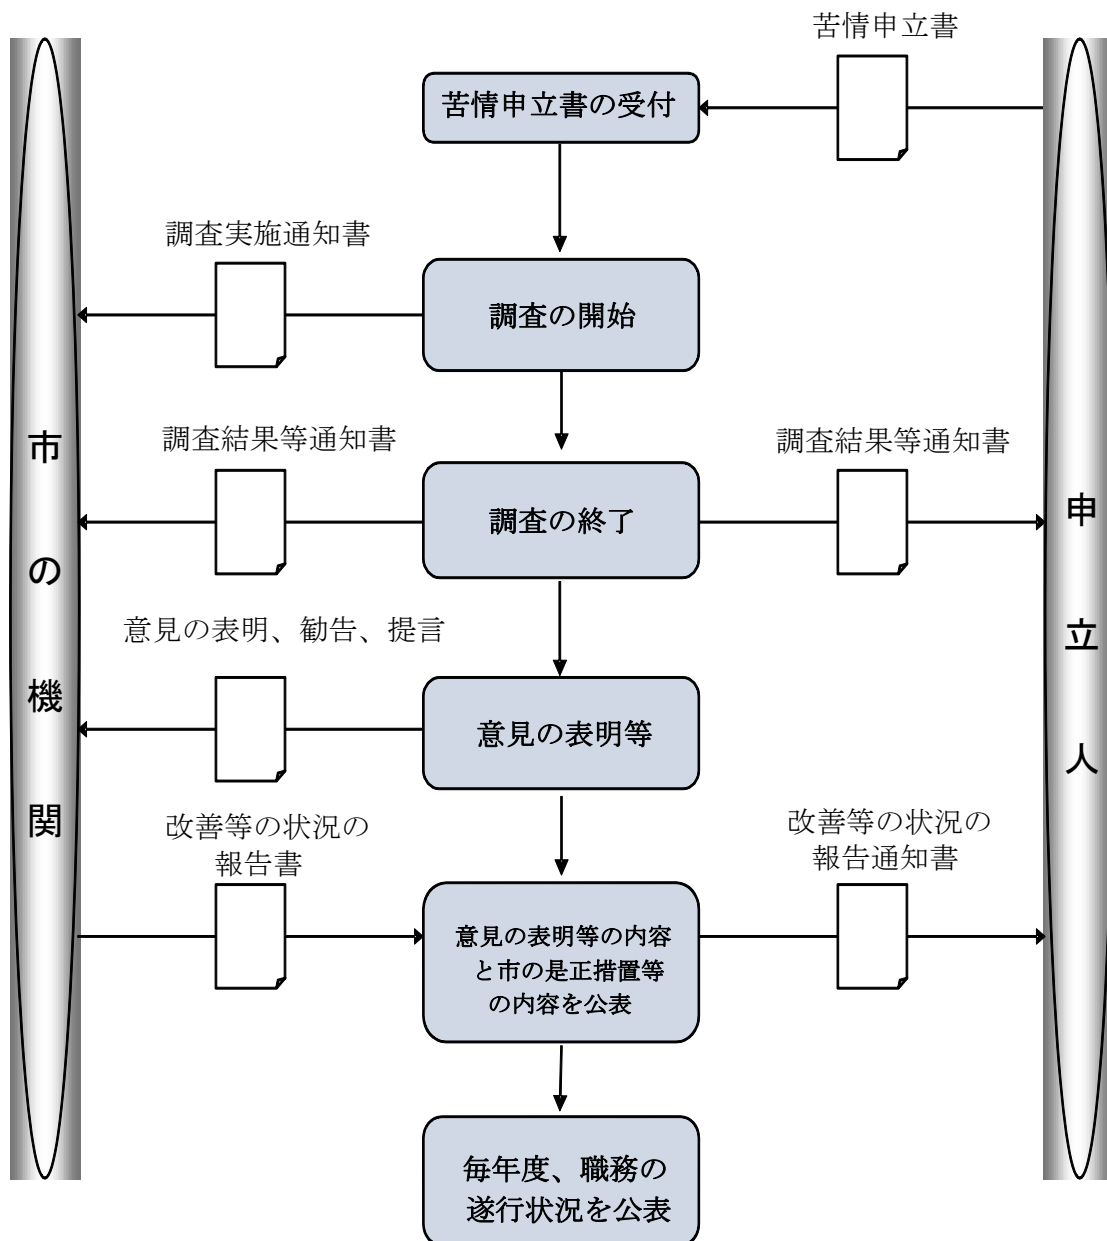 苦情申立書
苦情申立書の受付
調査実施通知書
調査の開始
調査結果等通知書
調査結果等通知書
調査の終了
意見の表明、勧告、提言
意見の表明等
改善等の状況の
報告書
改善等の状況の
報告通知書
意見の表明等の内容
と市の是正措置等
の内容を公表
毎年度、職務の
遂行状況を公表
市の機関
申立人